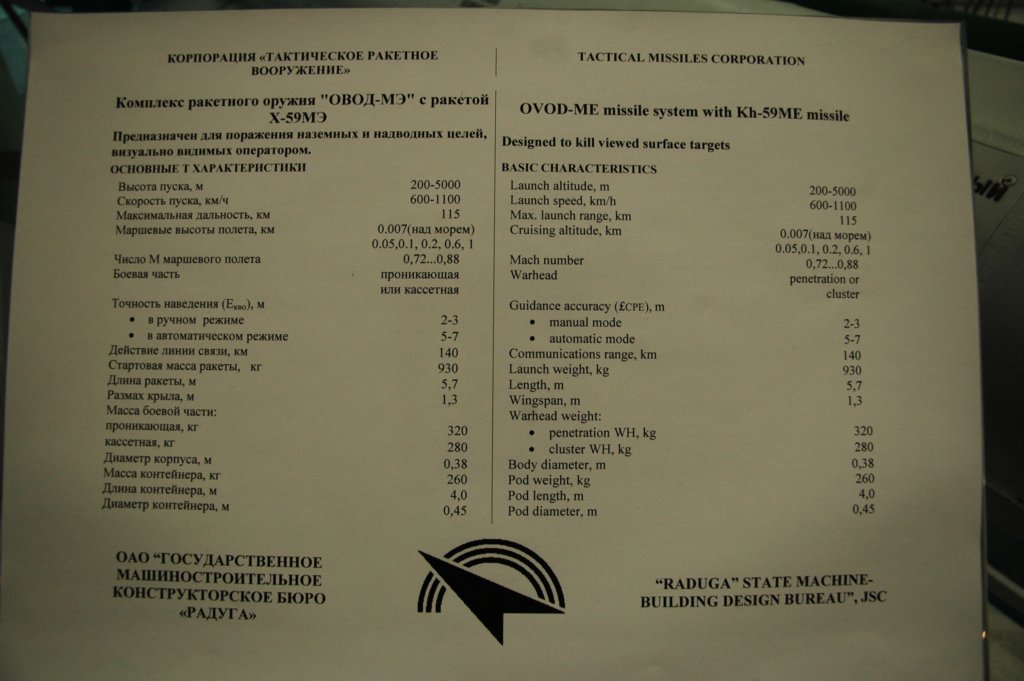 КОРПОРАЦИЯ «ТАКТИЧЕСКОЕ РАКЕТНОЕ
ВООРУЖЕНИЕ»
Комплекс ракетного оружия "ОВОД-МЭ" с ракетой
Х-59МЭ
Предназначен для поражения наземных и надводных целей,
визуально видимых оператором.
ОСНОВНЫЕ Т ХАРАКТЕРИСТИКИ
Высота пуска, м 200-5000
Скорость пуска, км/ч 600-1100
Максимальная дальность, км 115
Маршевые высоты полета, км 0.007(над морем)
0.05,0.1, 0.2, 0.6, 1
Число М маршевого полета 0,72...0,88
Боевая часть проникающая
или кассетная
Точность наведения (Eкво), м
• в ручном режиме 2-3
• в автоматическом режиме 5-7
Действие линии связи, км 140
Стартовая масса ракеты, кг 930
Длина ракеты, м 5,7
Размах крыла, м 1,3
Масса боевой части:
проникающая, кг 320
кассетная, кг 280
Диаметр корпуса, м 0,38
Масса контейнера, кг 260
Длина контейнера, м 4,0
Диаметр контейнера, м 0,45
ОАО “ГОСУДАРСТВЕННОЕ
МАШИНОСТРОИТЕЛЬНОЕ
КОНСТРУКТОРСКОЕ БЮРО
«РАДУГА»
TACTICAL MISSILES CORPORATION
OVOD-ME missile system with Kh-59ME missile
Designed to kill viewed surface targets
BASIC CHARACTERISTICS
Launch altitude, m 200-5000
Launch speed, km/h 600-1100
Max. launch range, km 115
Cruising altitude, km 0.007(над морем)
0.05,0.1, 0.2, 0.6, 1
Mach number 0,72...0,88
Warhead penetration or
cluster
Guidance accuracy (£CPE), m
• manual mode 2-3
• automatic mode 5-7
Communications range, km 140
Launch weight, kg 930
Length, m 5,7
Wingspan, m 1,3
Warhead weight:
• penetration WH, kg 320
• cluster WH, kg 280
Body diameter, m 0,38
Pod weight, kg 260
Pod length, m 4,0
Pod diameter, m 0,45
“RADUGA” STATE MACHINE-
BUILDING DESIGN BUREAU”, JSC